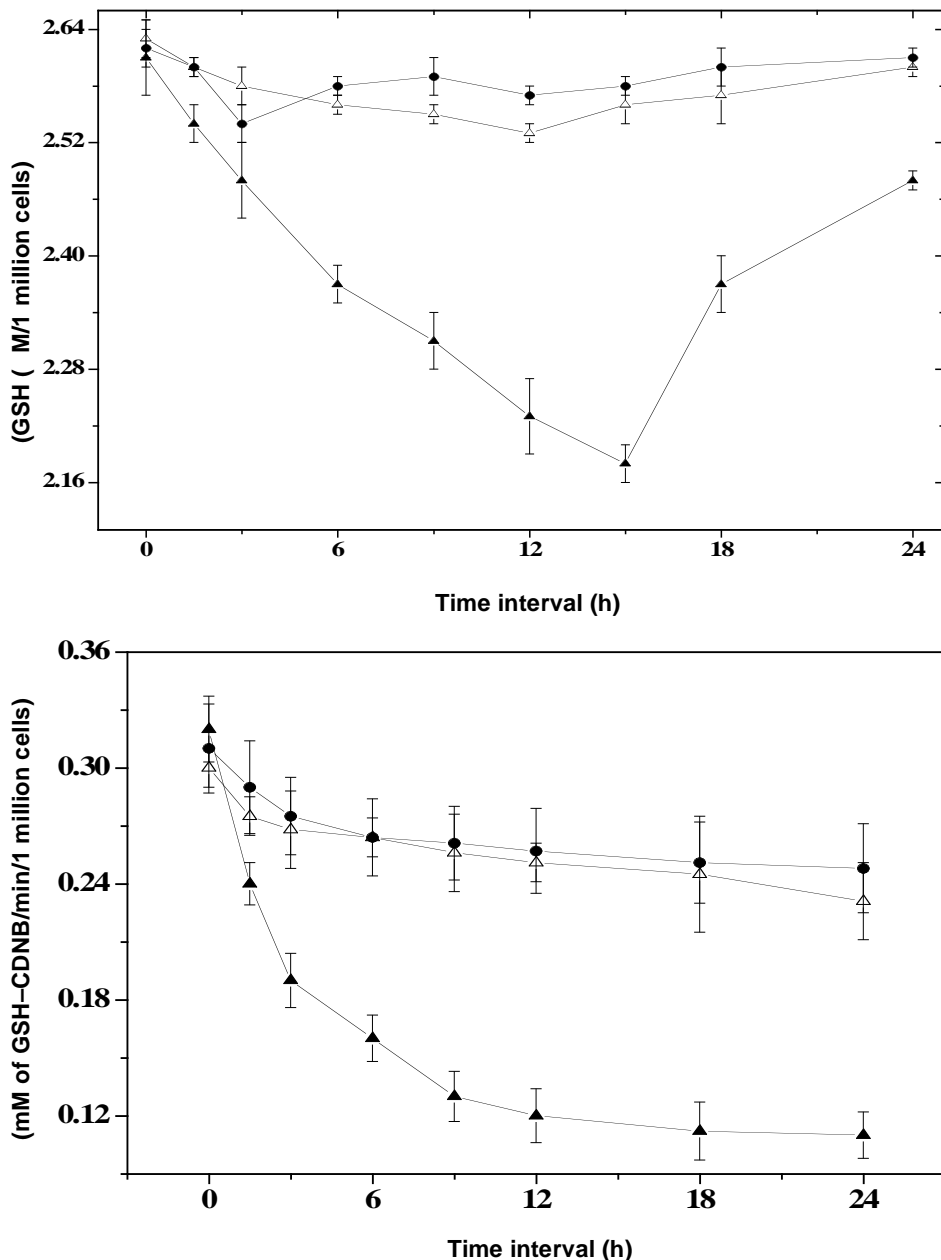 2.64
2.52
2.40
2.28
2.16
(GSH ( M/1 million cells)
0 6 12 18 24
Time interval (h)
0.36
0.30
0.24
0.18
0.12
(mM of GSH–CDNB/min/1 million cells)
0 6 12 18 24
Time interval (h)